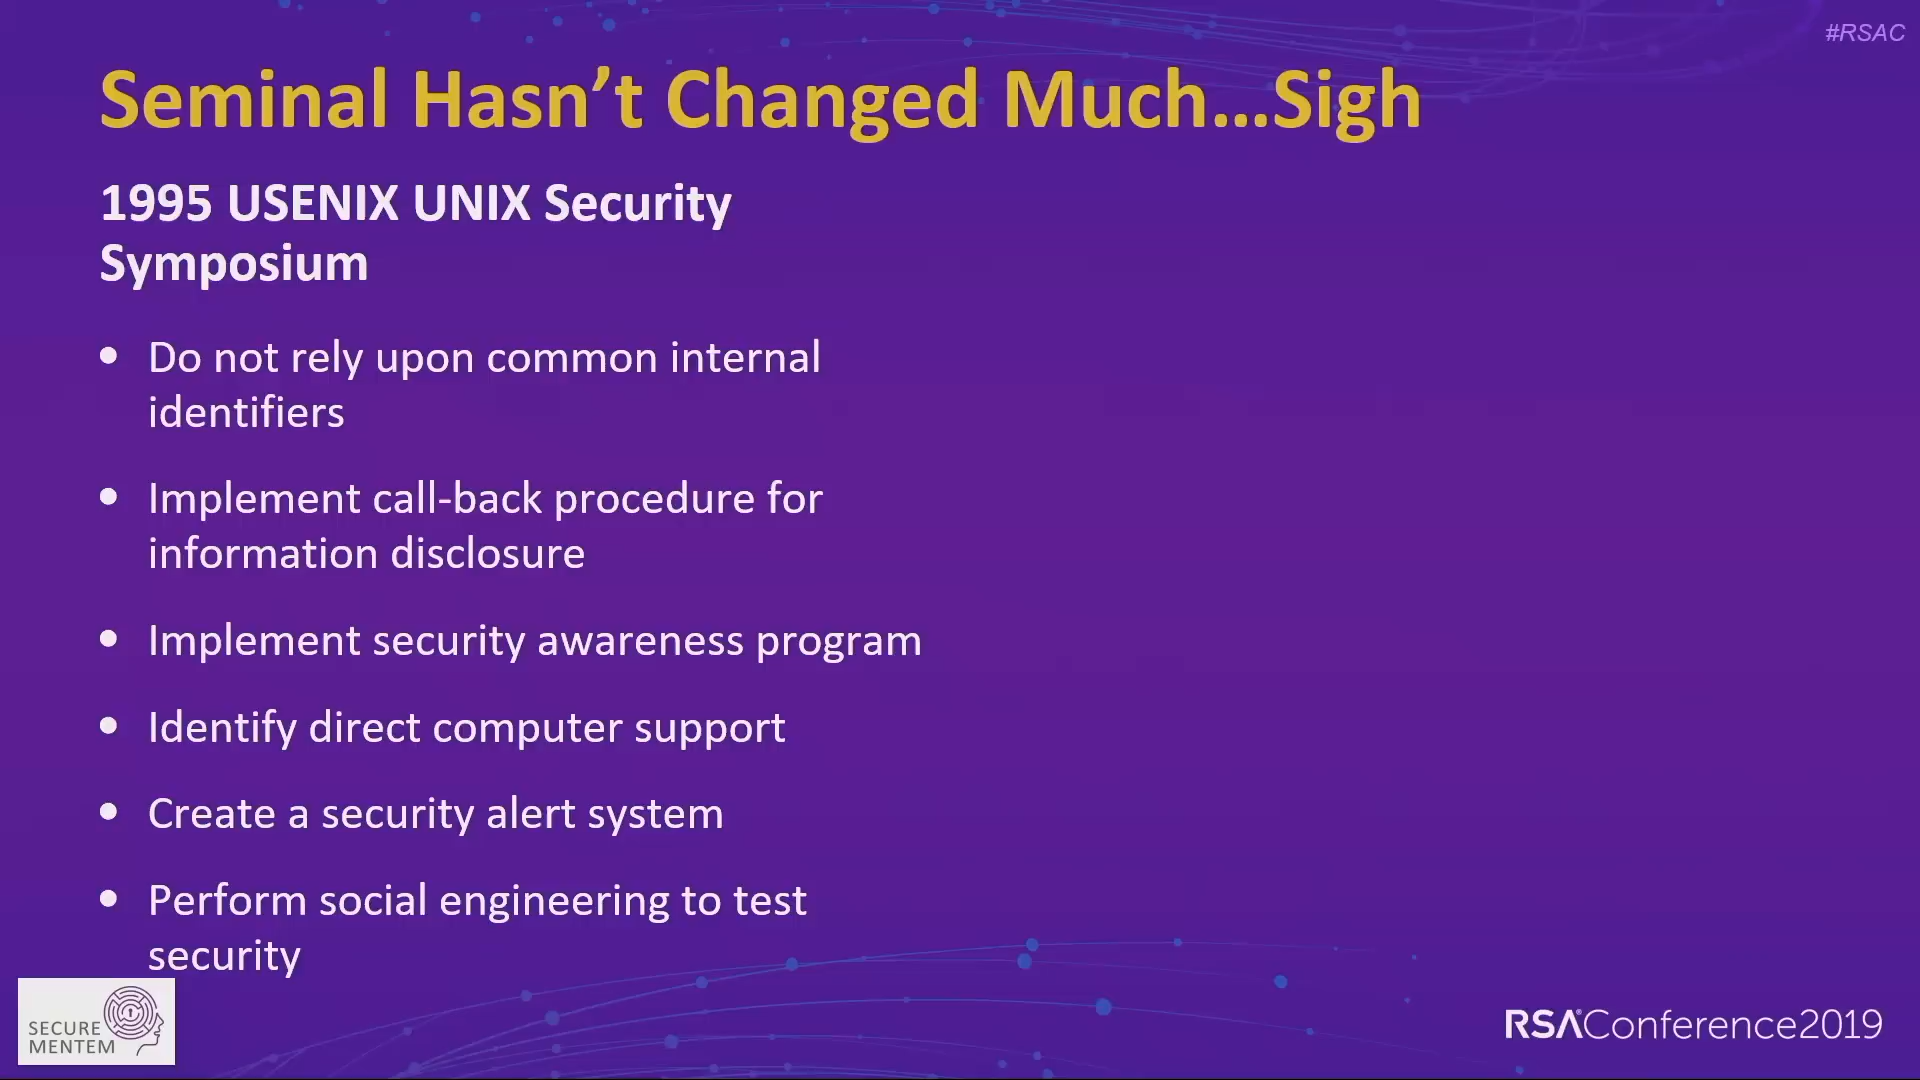 #RSAC
Seminal Hasn’t Changed Much…Sigh
1995 USENIX UNIX Security
Symposium
• Do not rely upon common internal
identifiers
• Implement call-back procedure for
information disclosure
• Implement security awareness program
• Identify direct computer support
• Create a security alert system
• Perform social engineering to test
security
SECURE
MENTEM
RSAConference2019